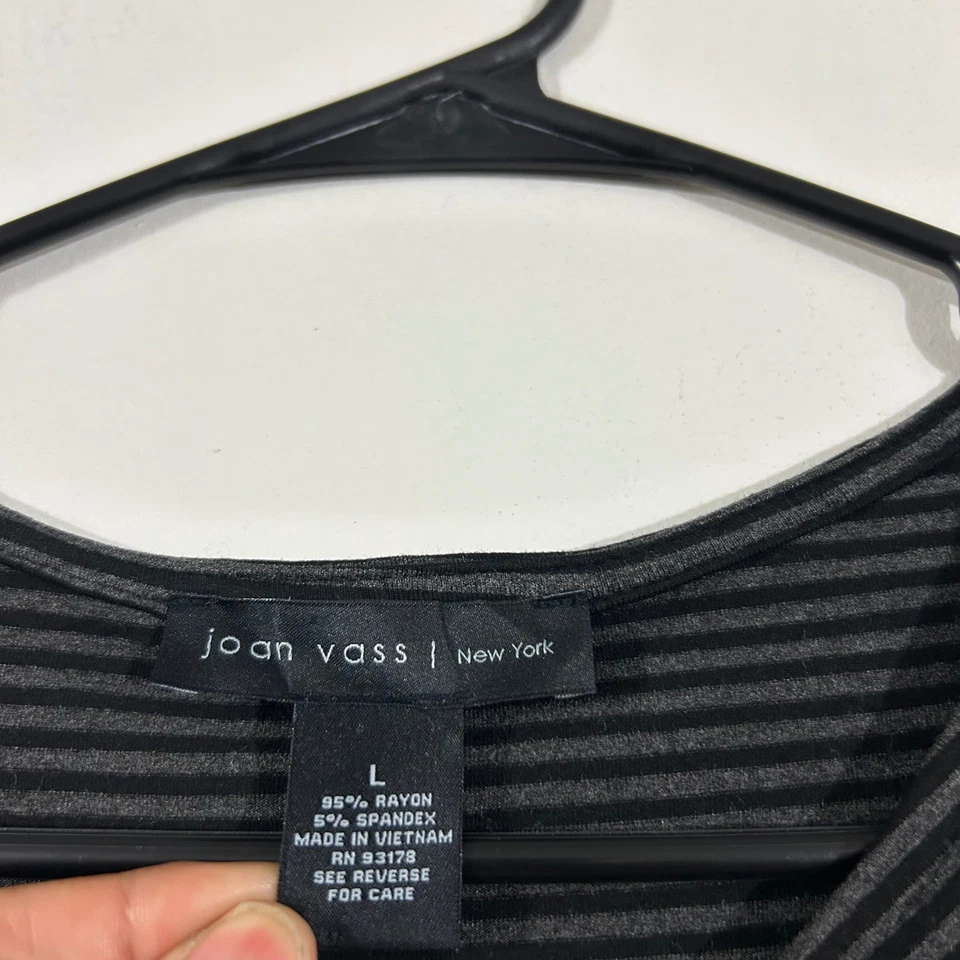 joan vass | New York
L
95% RAYON
5% SPANDEX
MADE IN VIETNAM
RN 93178
SEE REVERSE
FOR CARE